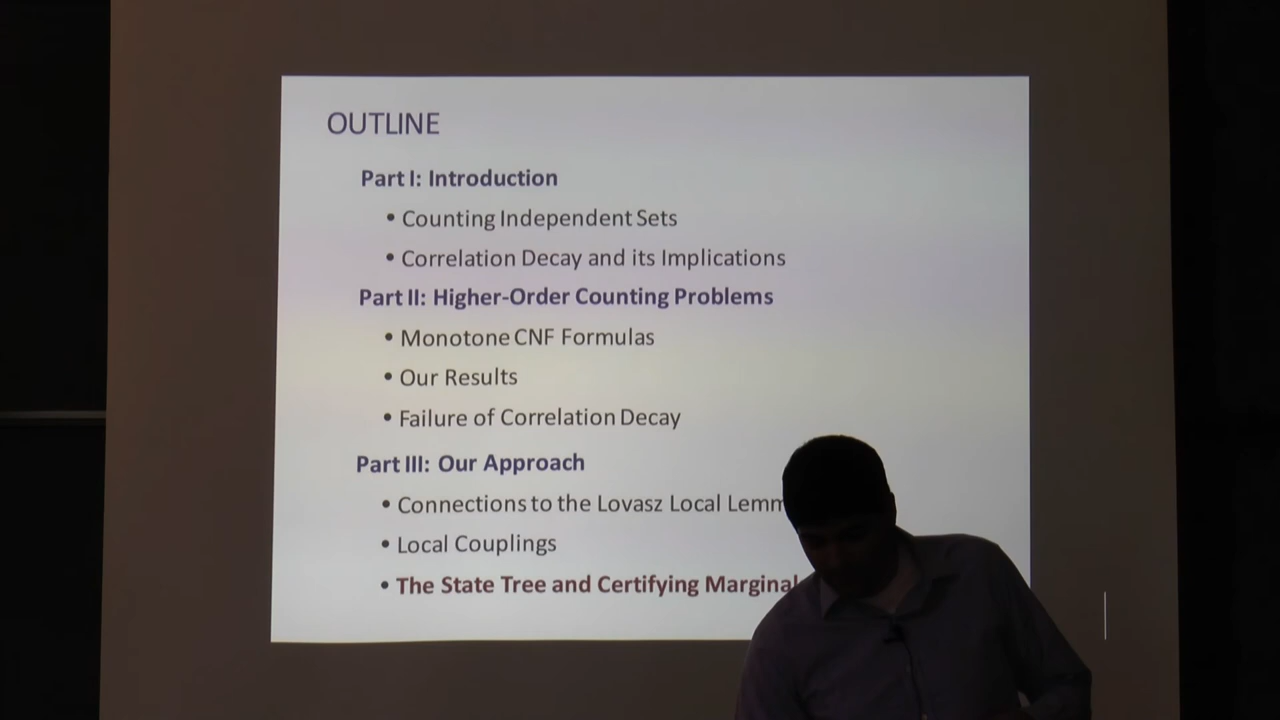 OUTLINE
Part I: Introduction
• Counting Independent Sets
• Correlation Decay and its Implications
Part II: Higher-Order Counting Problems
• Monotone CNF Formulas
• Our Results
• Failure of Correlation Decay
Part III: Our Approach
• Connections to the Lovasz Local Lemm
• Local Couplings
• The State Tree and Certifying Marginal